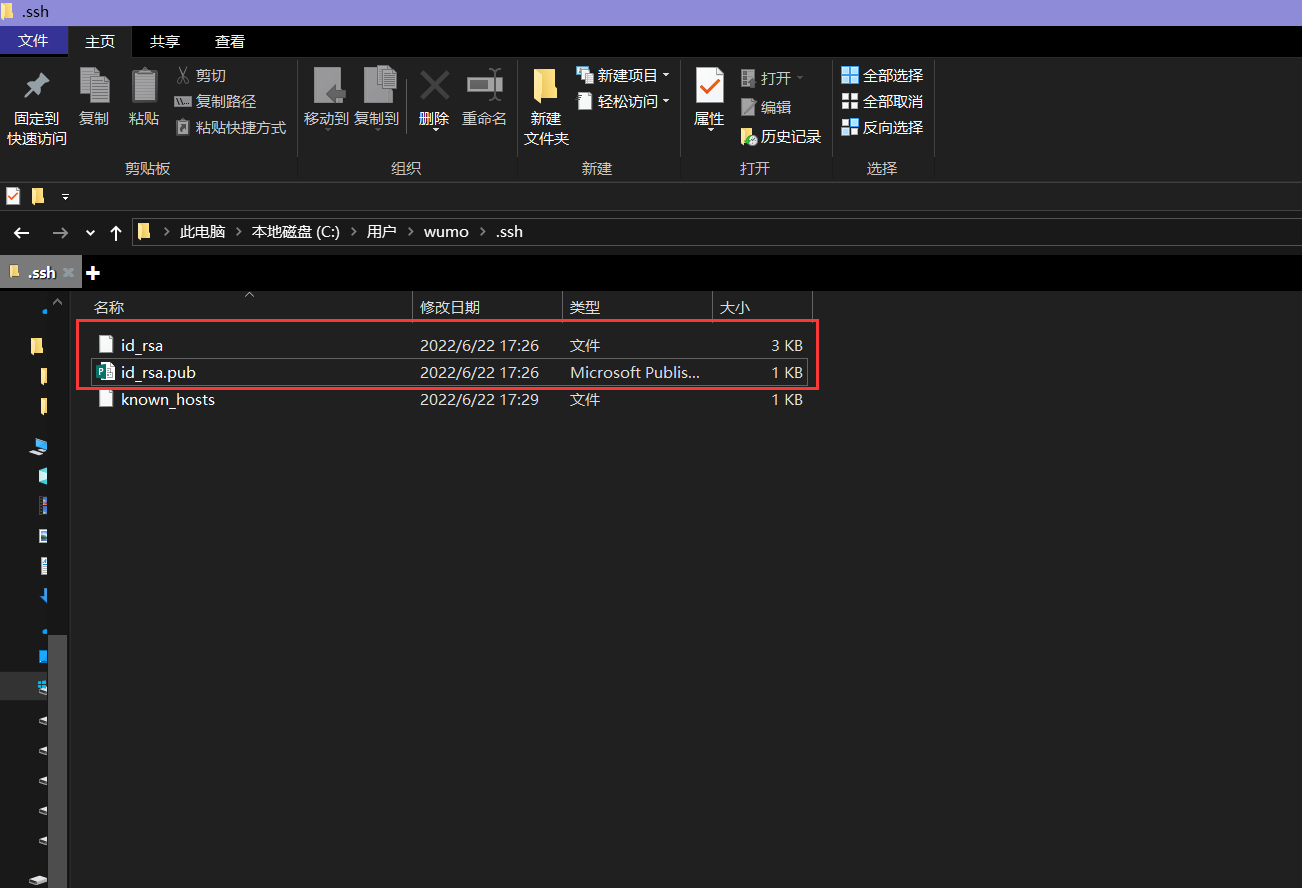 .ssh
文件 主页 共享 查看
固定到
快速访问
复制
粘贴
剪切
复制路径
粘贴快捷方式
剪贴板
移动到 复制到 删除 重命名
组织
新建
文件夹
新建项目
轻松访问
新建
属性
打开
编辑
历史记录
打开
全部选择
全部取消
反向选择
选择
此电脑 本地磁盘 (C:) 用户 wumo .ssh
.ssh
名称 修改日期 类型 大小
id_rsa 2022/6/22 17:26 文件 3 KB
id_rsa.pub 2022/6/22 17:26 Microsoft Publis... 1 KB
known_hosts 2022/6/22 17:29 文件 1 KB